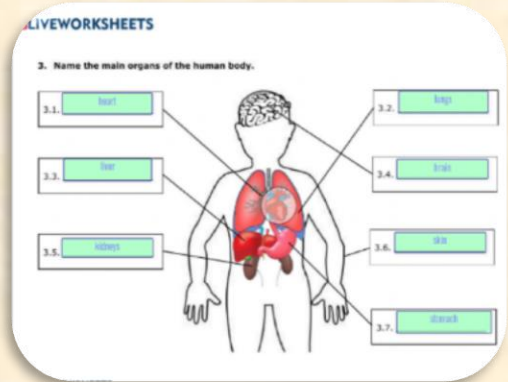 LIVEWORKSHEETS
3. Name the main organs of the human body.
3.1. heart
3.2. lungs
3.3. liver
3.4. brain
3.5. kidneys
3.6. skin
3.7. stomach